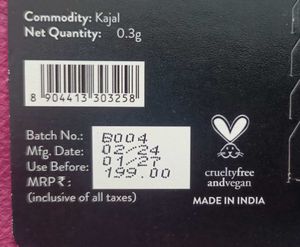 Commodity: Kajal
Net Quantity: 0.3g
8 904413 303258
Batch No.: B004
Mfg. Date: 02/24
Use Before: 01/27
MRP ₹: 199.00
(inclusive of all taxes)
crueltyfree
andvegan
MADE IN INDIA